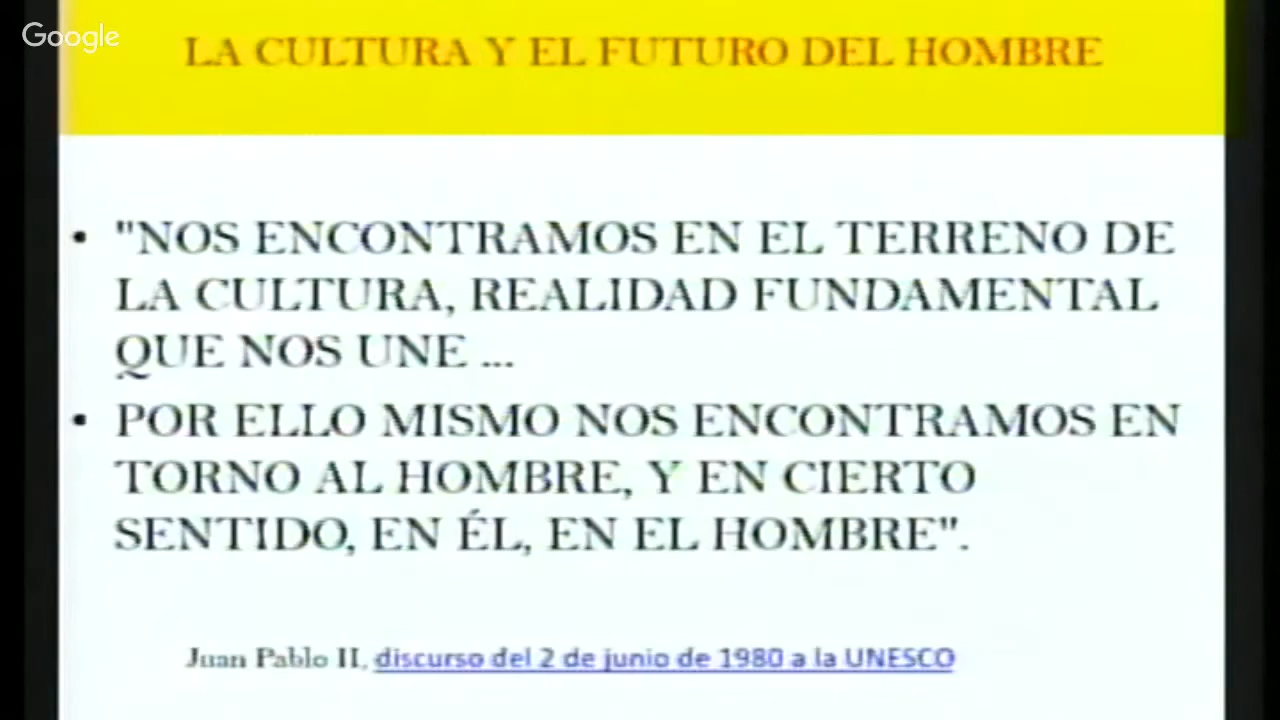 Google
LA CULTURA Y EL FUTURO DEL HOMBRE
• "NOS ENCONTRAMOS EN EL TERRENO DE
LA CULTURA, REALIDAD FUNDAMENTAL
QUE NOS UNE ...
• POR ELLO MISMO NOS ENCONTRAMOS EN
TORNO AL HOMBRE, Y EN CIERTO
SENTIDO, EN ÉL, EN EL HOMBRE".
Juan Pablo II, discurso del 2 de junio de 1980 a la UNESCO